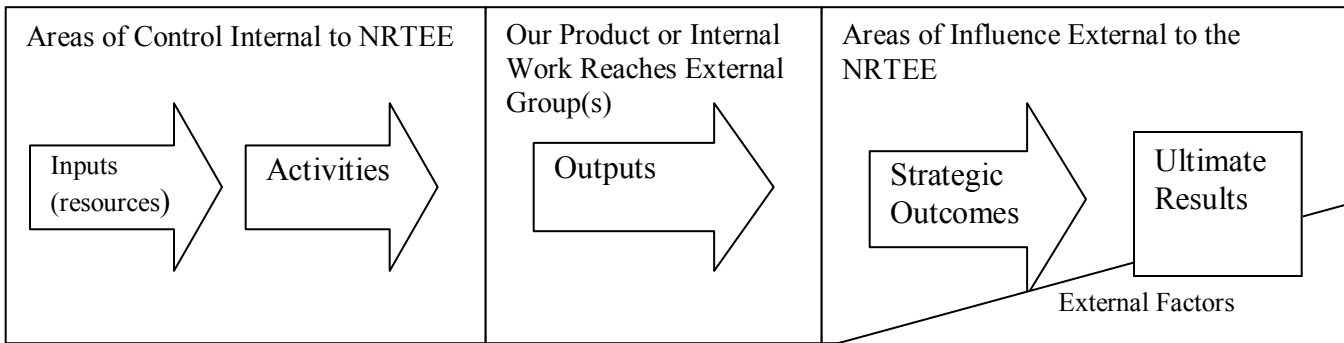 Areas of Control Internal to NRTEE
Inputs
(resources)
Activities
Our Product or Internal
Work Reaches External
Group(s)
Outputs
Areas of Influence External to the
NRTEE
Strategic
Outcomes
Ultimate
Results
External Factors